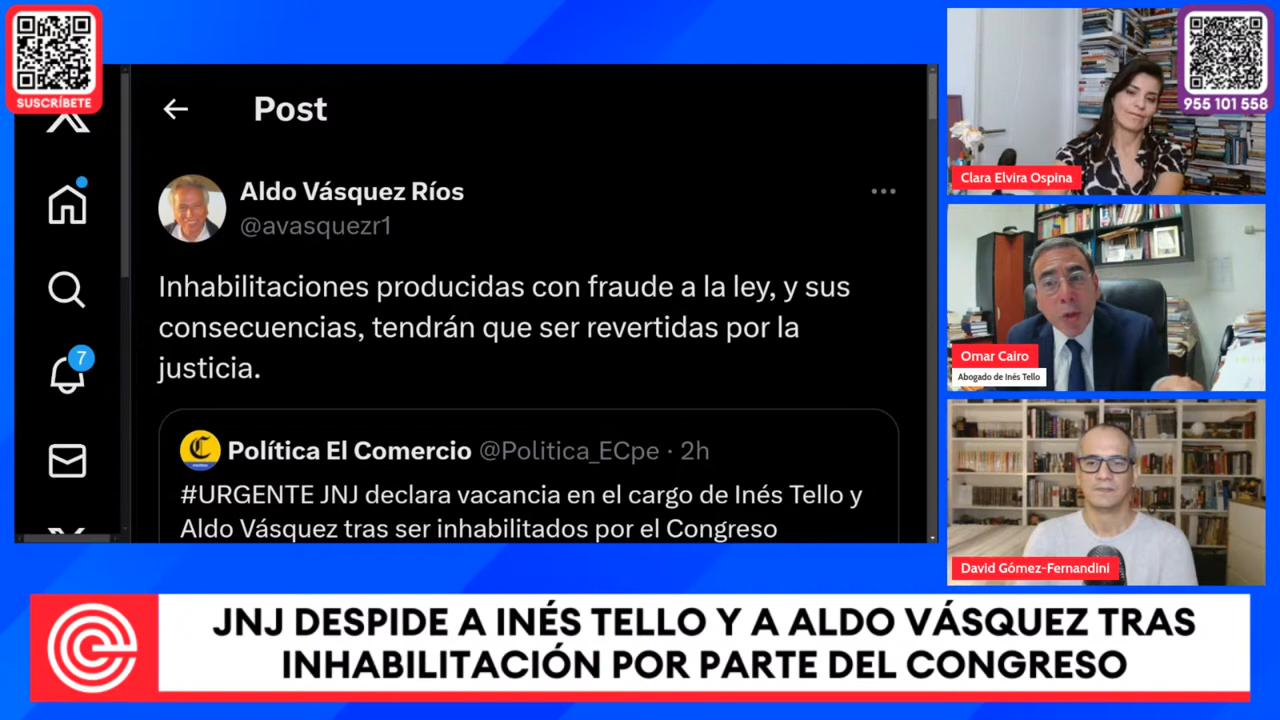 SUSCRÍBETE
Post
Aldo Vásquez Ríos
@avasquezr1
Inhabilitaciones producidas con fraude a la ley, y sus
consecuencias, tendrán que ser revertidas por la
justicia.
Política El Comercio @Politica_ECpe · 2h
#URGENTE JNJ declara vacancia en el cargo de Inés Tello y
Aldo Vásquez tras ser inhabilitados por el Congreso
7
955 101 558
Clara Elvira Ospina
Omar Cairo
Abogado de Inés Tello
David Gómez-Fernandini
JNJ DESPIDE A INÉS TELLO Y A ALDO VÁSQUEZ TRAS
INHABILITACIÓN POR PARTE DEL CONGRESO